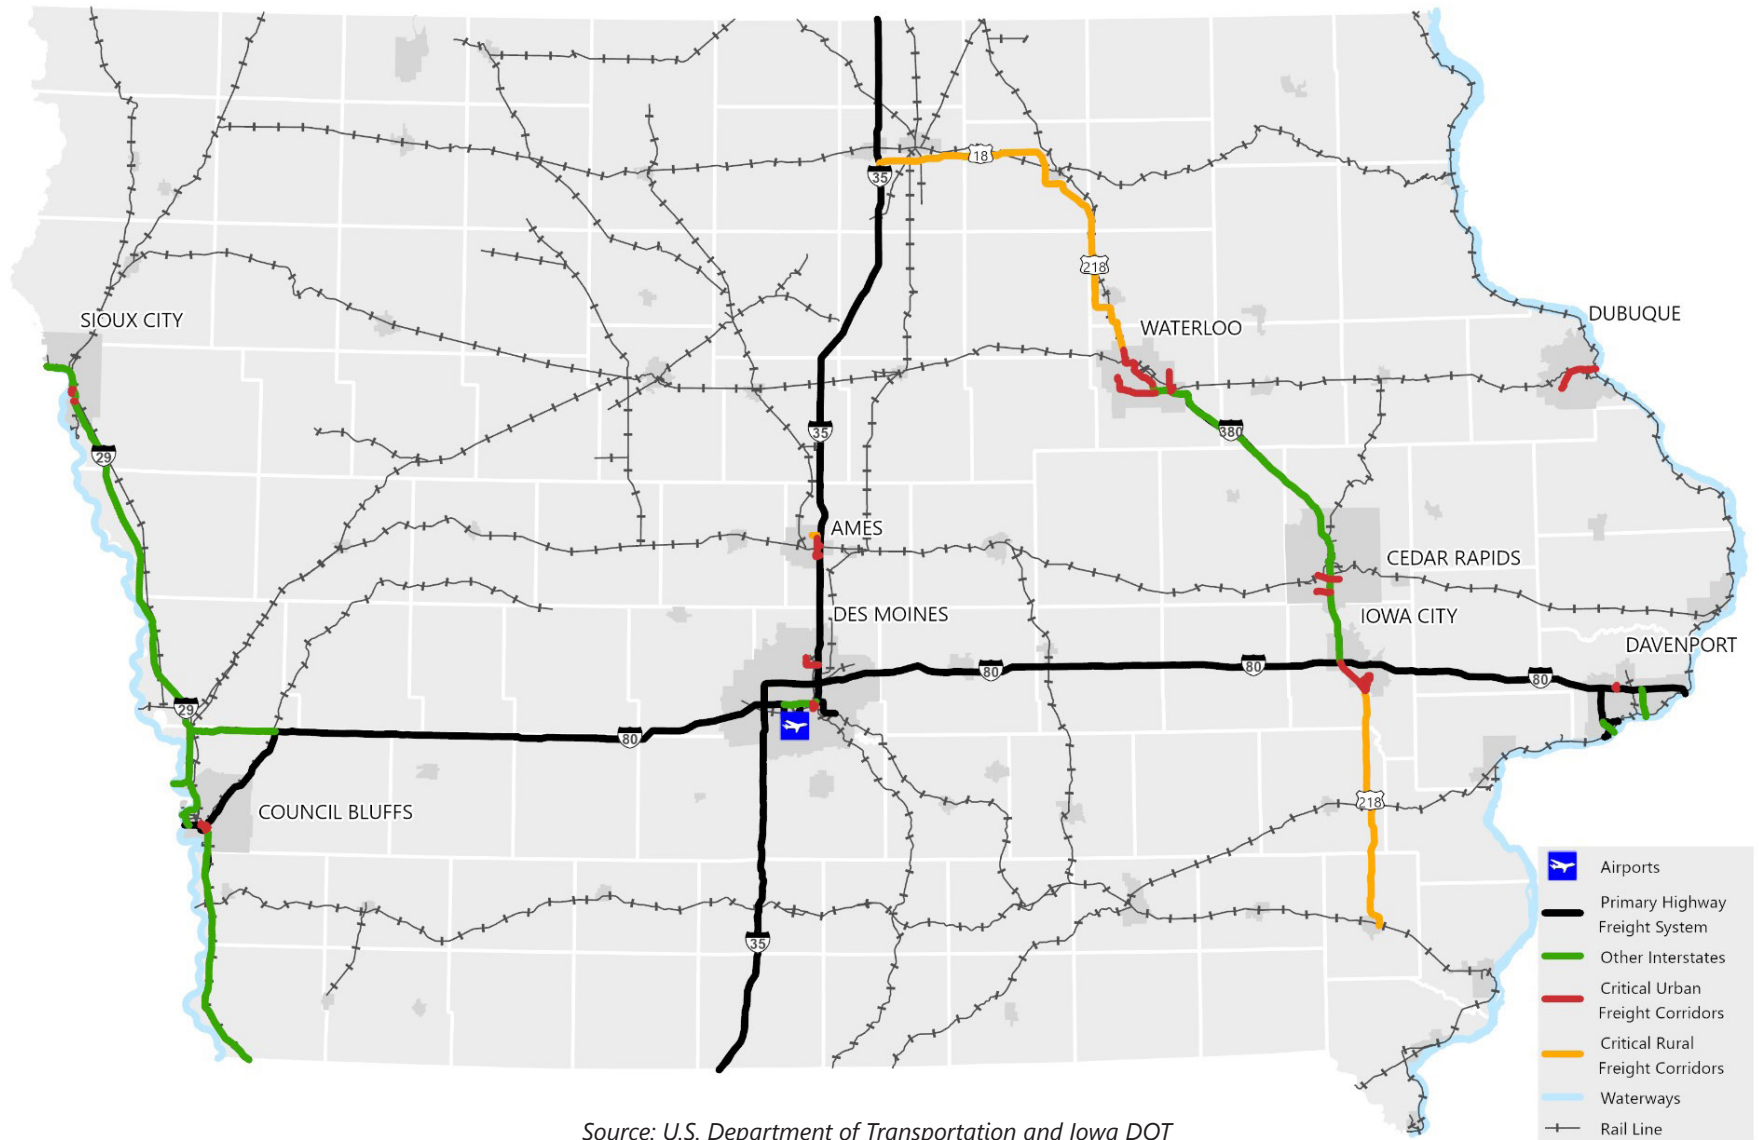 18
35
218
DUBUQUE
SIOUX CITY
WATERLOO
35
380
29
AMES
CEDAR RAPIDS
DES MOINES
IOWA CITY
DAVENPORT
80
80
80
29
80
218
COUNCIL BLUFFS
35
Airports
Primary Highway
Freight System
Other Interstates
Critical Urban
Freight Corridors
Critical Rural
Freight Corridors
Waterways
Rail Line
Source: U.S. Department of Transportation and Iowa DOT